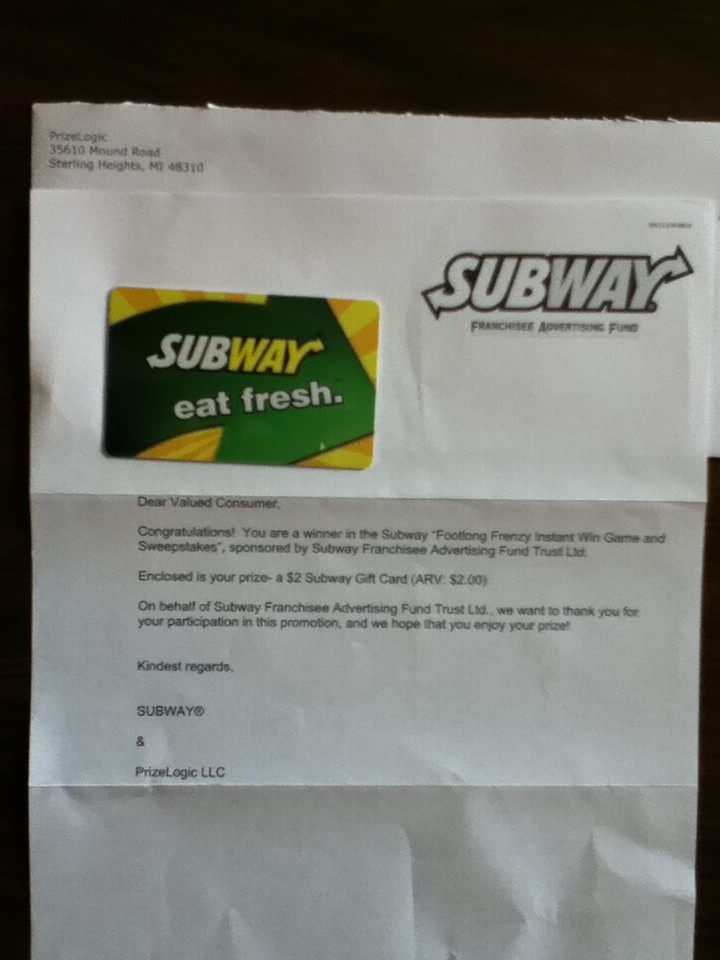 PrizeLogic
35610 Mound Road
Sterling Heights, MI 48310
SUBWAY
FRANCHISEE ADVERTISING FUND
SUBWAY
eat fresh.
Dear Valued Consumer,
Congratulations! You are a winner in the Subway "Footlong Frenzy Instant Win Game and
Sweepstakes", sponsored by Subway Franchisee Advertising Fund Trust Ltd.
Enclosed is your prize- a $2 Subway Gift Card (ARV: $2.00)
On behalf of Subway Franchisee Advertising Fund Trust Ltd., we want to thank you for
your participation in this promotion, and we hope that you enjoy your prize!
Kindest regards,
SUBWAY®
&
PrizeLogic LLC